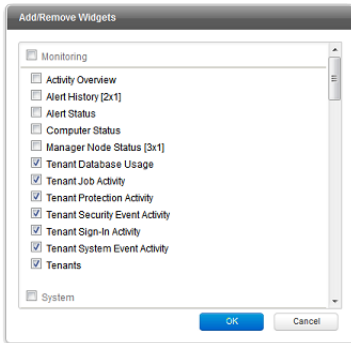 Add/Remove Widgets
Monitoring
Activity Overview
Alert History [2x1]
Alert Status
Computer Status
Manager Node Status [3x1]
Tenant Database Usage
Tenant Job Activity
Tenant Protection Activity
Tenant Security Event Activity
Tenant Sign-In Activity
Tenant System Event Activity
Tenants
System
OK Cancel